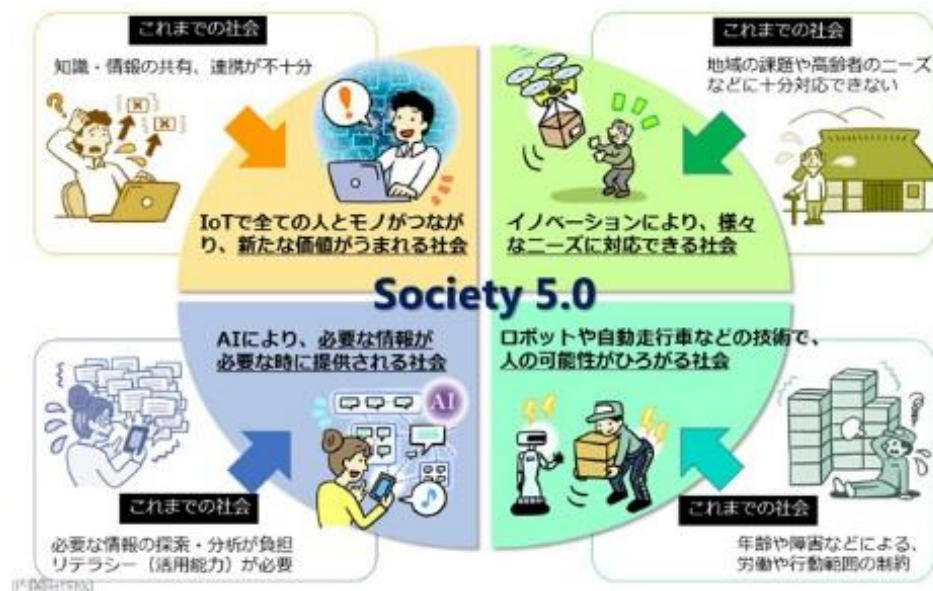 これまでの社会
知識・情報の共有、連携が不十分
IoTで全ての人とモノがつなが
り、新たな価値がうまれる社会
これまでの社会
地域の課題や高齢者のニーズ
などに十分対応できない
イノベーションにより、様々
なニーズに対応できる社会
Society 5.0
AIにより、必要な情報が
必要な時に提供される社会
AI
これまでの社会
必要な情報の探索・分析が負担
リテラシー（活用能力）が必要
ロボットや自動走行車などの技術で、
人の可能性がひろがる社会
これまでの社会
年齢や障害などによる、
労働や行動範囲の制約